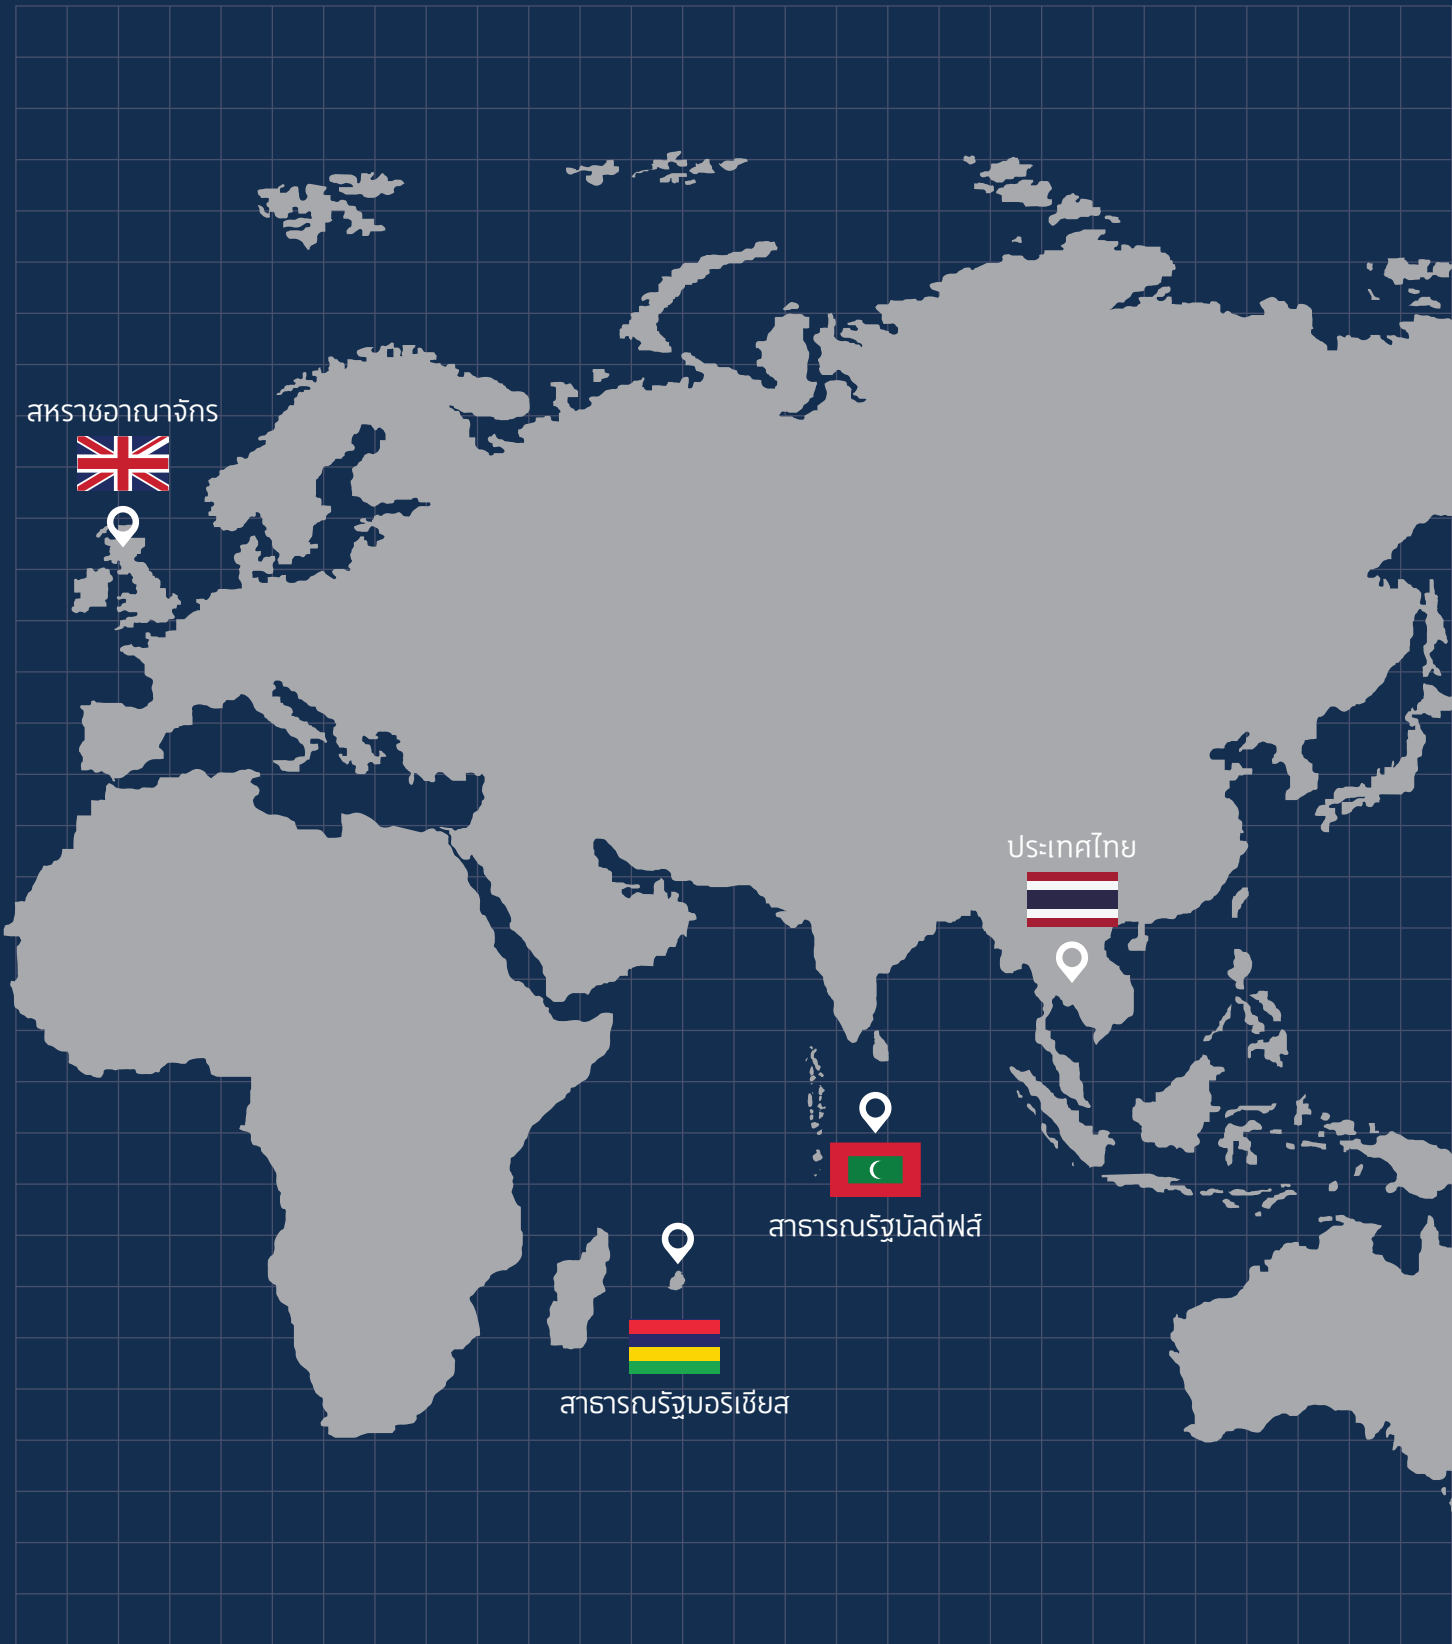 สหราชอาณาจักร
ประเทศไทย
สาธารณรัฐมัลดีฟส์
สาธารณรัฐมอริเชียส